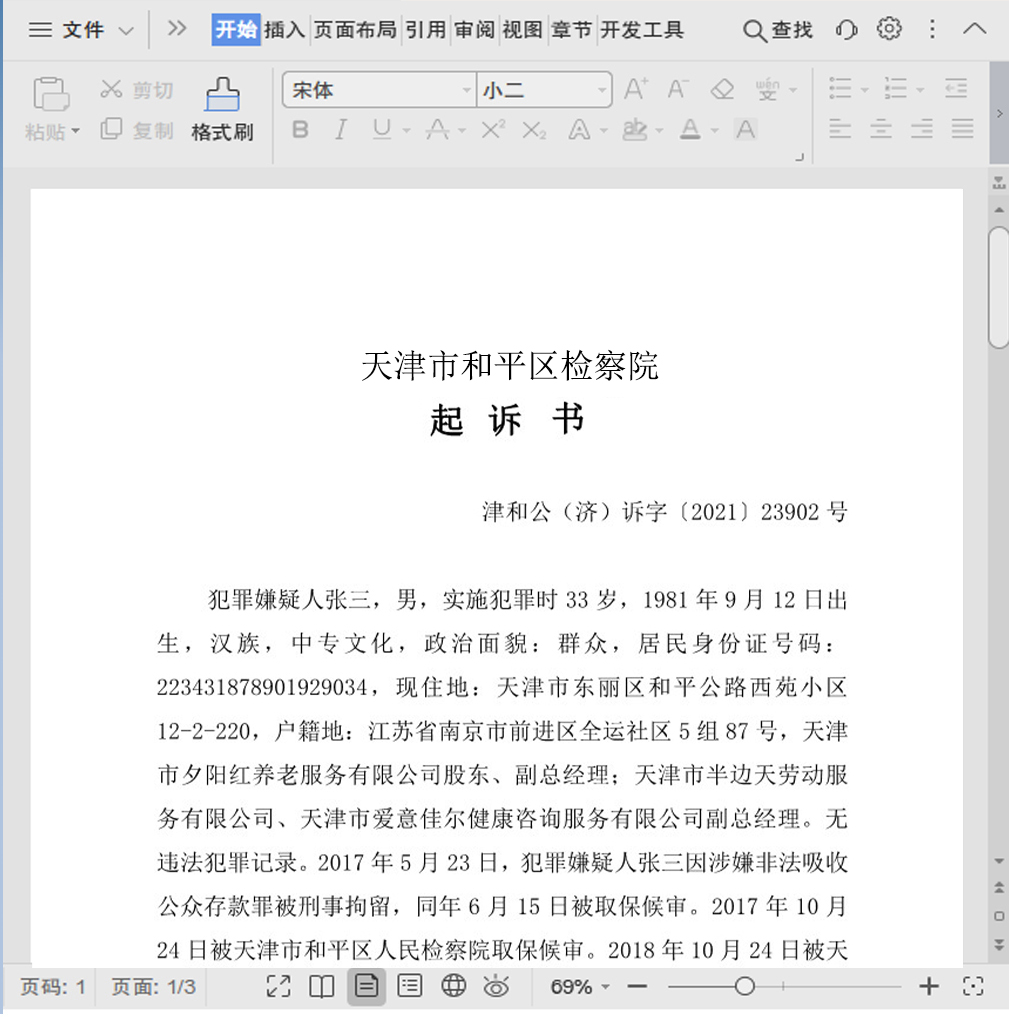 文件
开始 插入 页面布局 引用 审阅 视图 章节 开发工具 查找
粘贴 剪切 复制 格式刷
宋体 小二
天津市和平区检察院
起 诉 书
津和公（济）诉字〔2021〕23902 号
犯罪嫌疑人张三，男，实施犯罪时 33 岁，1981 年 9 月 12 日出
生，汉族，中专文化，政治面貌：群众，居民身份证号码：
223431878901929034，现住地：天津市东丽区和平公路西苑小区
12-2-220，户籍地：江苏省南京市前进区全运社区 5 组 87 号，天津
市夕阳红养老服务有限公司股东、副总经理；天津市半边天劳动服
务有限公司、天津市爱意佳尔健康咨询服务有限公司副总经理。无
违法犯罪记录。2017 年 5 月 23 日，犯罪嫌疑人张三因涉嫌非法吸收
公众存款罪被刑事拘留，同年 6 月 15 日被取保候审。2017 年 10 月
24 日被天津市和平区人民检察院取保候审。2018 年 10 月 24 日被天
页码: 1 页面: 1/3 69%